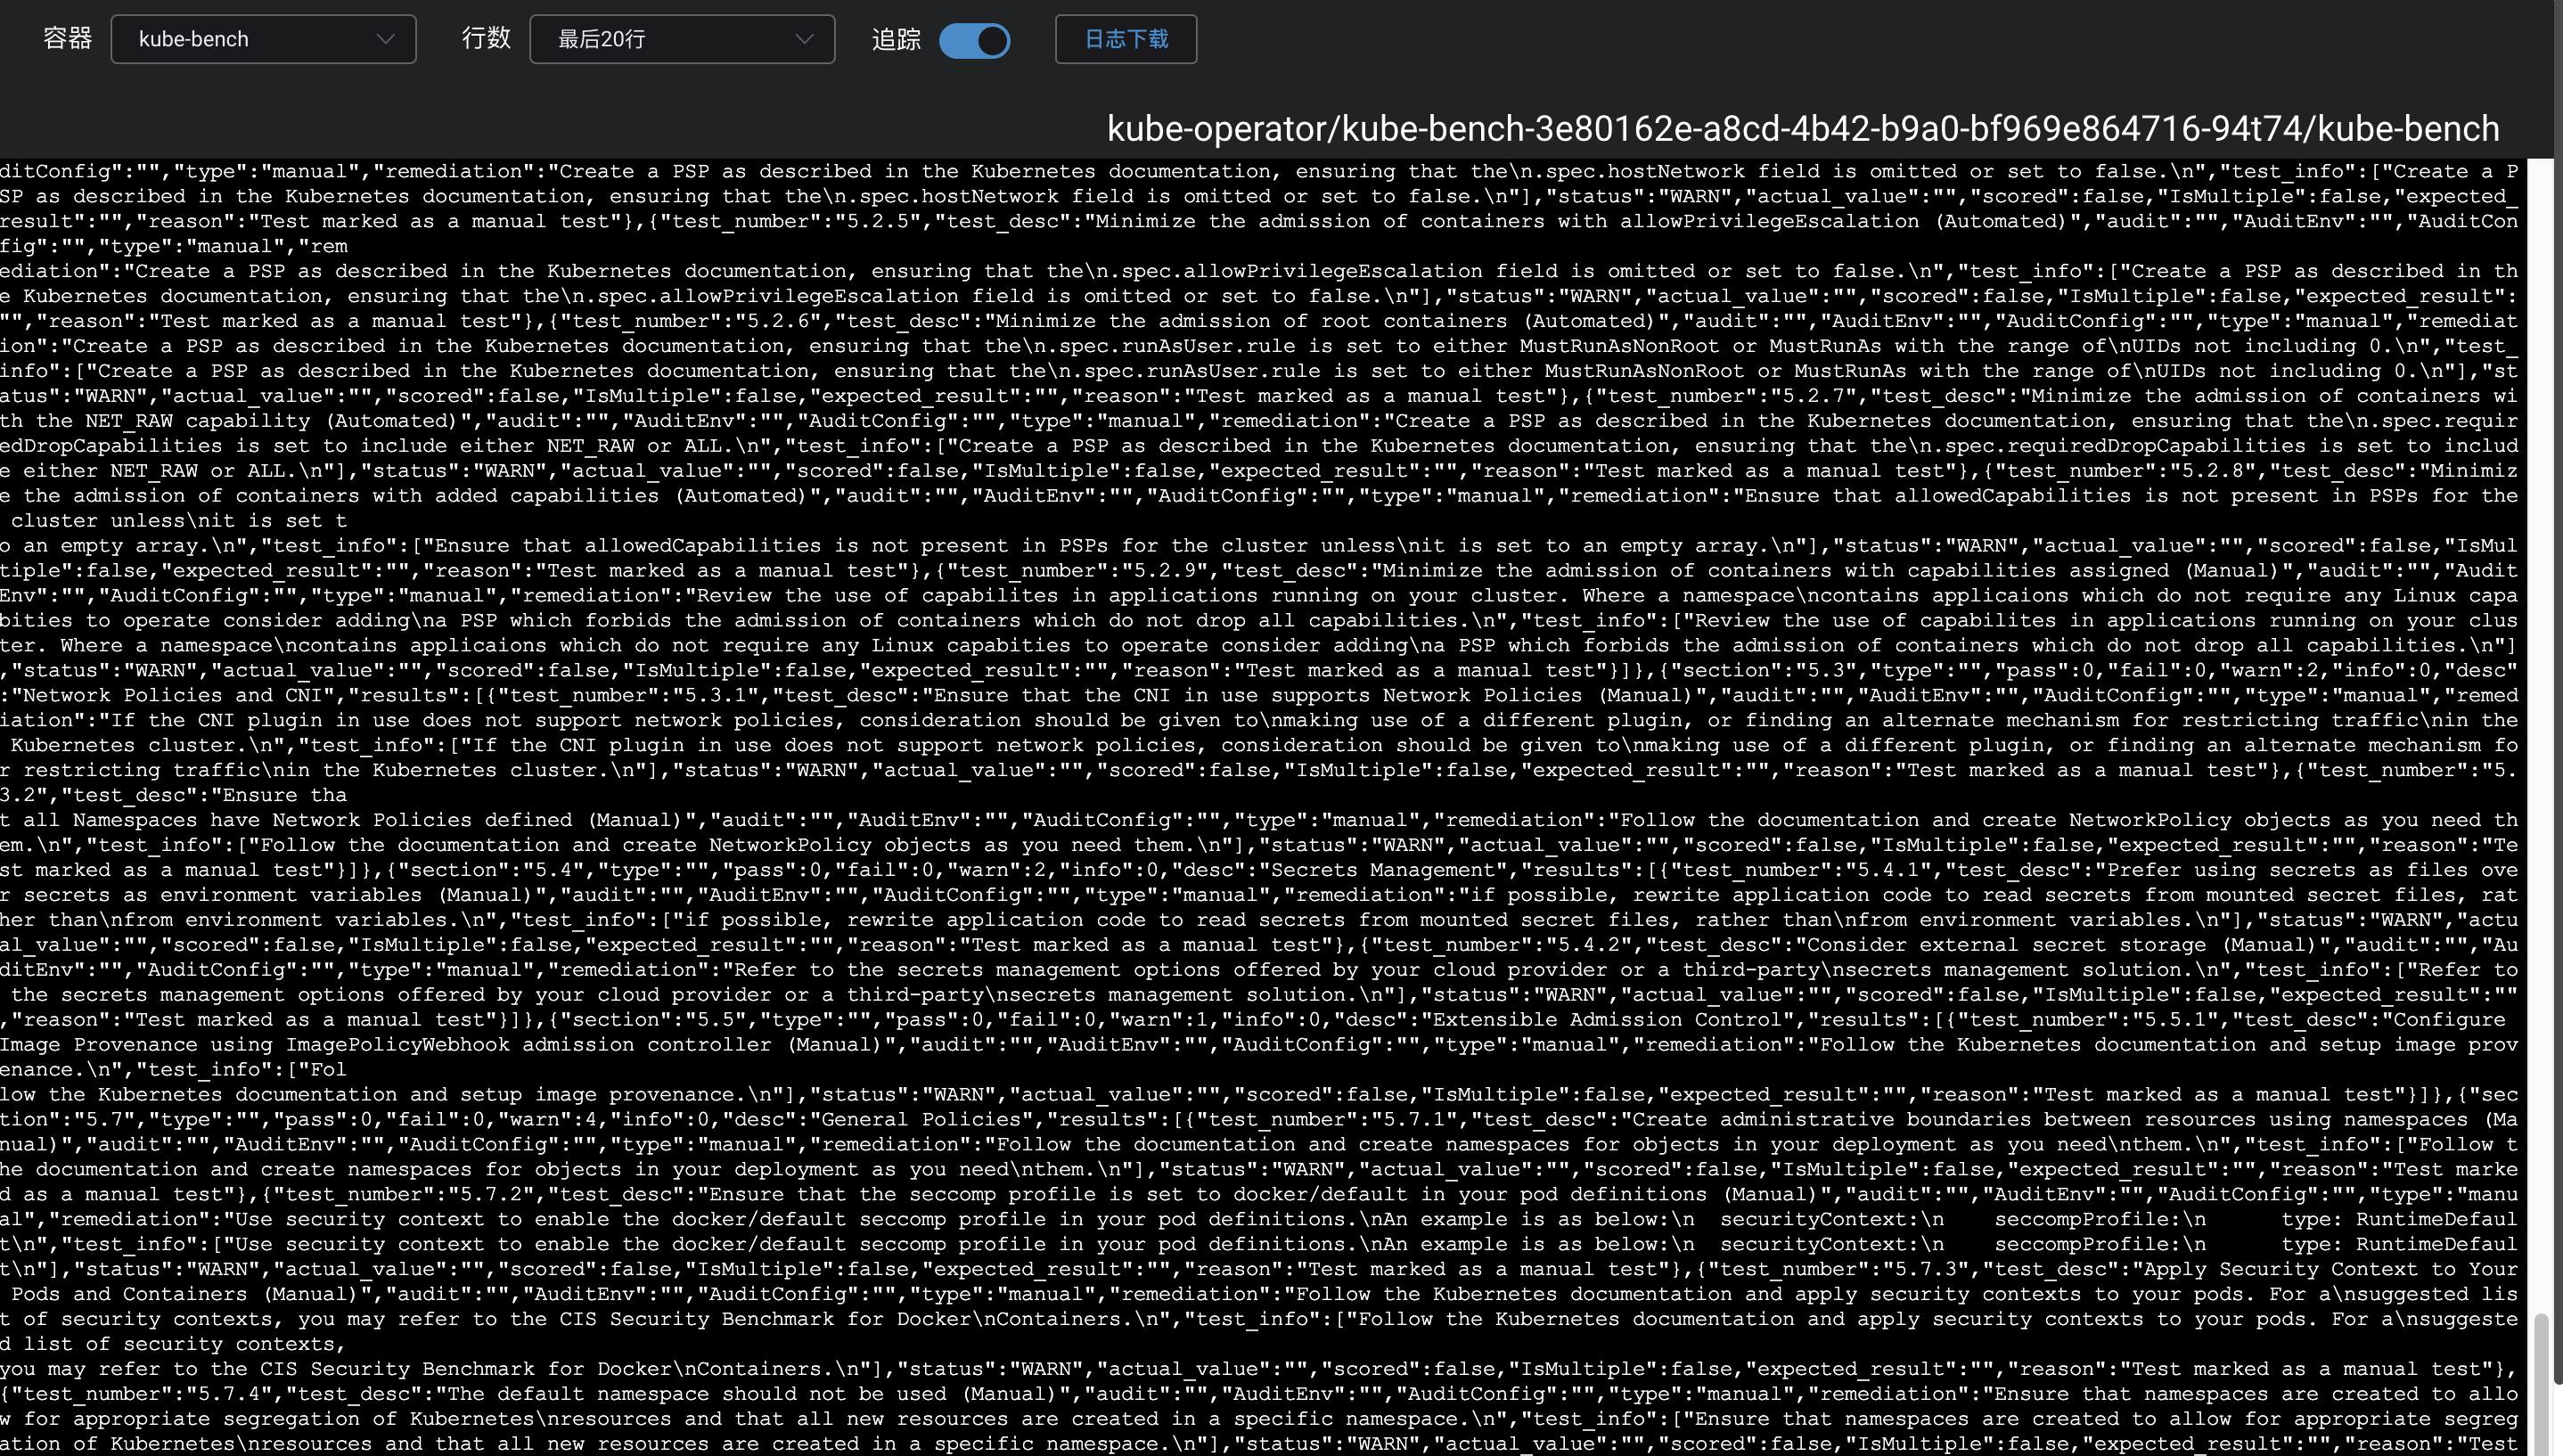 容器 kube-bench 行数 最后20行 追踪 日志下载
kube-operator/kube-bench-3e80162e-a8cd-4b42-b9a0-bf969e864716-94t74/kube-bench
ditConfig":"","type":"manual","remediation":"Create a PSP as described in the Kubernetes documentation, ensuring that the\n.spec.hostNetwork field is omitted or set to false.\n","test_info":["Create a P
SP as described in the Kubernetes documentation, ensuring that the\n.spec.hostNetwork field is omitted or set to false.\n"],"status":"WARN","actual_value":"","scored":false,"IsMultiple":false,"expected_
result":"","reason":"Test marked as a manual test"},{"test_number":"5.2.5","test_desc":"Minimize the admission of containers with allowPrivilegeEscalation (Automated)","audit":"","AuditEnv":"","AuditCon
fig":"","type":"manual","rem
ediation":"Create a PSP as described in the Kubernetes documentation, ensuring that the\n.spec.allowPrivilegeEscalation field is omitted or set to false.\n","test_info":["Create a PSP as described in th
e Kubernetes documentation, ensuring that the\n.spec.allowPrivilegeEscalation field is omitted or set to false.\n"],"status":"WARN","actual_value":"","scored":false,"IsMultiple":false,"expected_result":
"","reason":"Test marked as a manual test"},{"test_number":"5.2.6","test_desc":"Minimize the admission of root containers (Automated)","audit":"","AuditEnv":"","AuditConfig":"","type":"manual","remediat
ion":"Create a PSP as described in the Kubernetes documentation, ensuring that the\n.spec.runAsUser.rule is set to either MustRunAsNonRoot or MustRunAs with the range of\nUIDs not including 0.\n","test_
info":["Create a PSP as described in the Kubernetes documentation, ensuring that the\n.spec.runAsUser.rule is set to either MustRunAsNonRoot or MustRunAs with the range of\nUIDs not including 0.\n"],"st
atus":"WARN","actual_value":"","scored":false,"IsMultiple":false,"expected_result":"","reason":"Test marked as a manual test"},{"test_number":"5.2.7","test_desc":"Minimize the admission of containers wi
th the NET_RAW capability (Automated)","audit":"","AuditEnv":"","AuditConfig":"","type":"manual","remediation":"Create a PSP as described in the Kubernetes documentation, ensuring that the\n.spec.requir
edDropCapabilities is set to include either NET_RAW or ALL.\n","test_info":["Create a PSP as described in the Kubernetes documentation, ensuring that the\n.spec.requiredDropCapabilities is set to includ
e either NET_RAW or ALL.\n"],"status":"WARN","actual_value":"","scored":false,"IsMultiple":false,"expected_result":"","reason":"Test marked as a manual test"},{"test_number":"5.2.8","test_desc":"Minimiz
e the admission of containers with added capabilities (Automated)","audit":"","AuditEnv":"","AuditConfig":"","type":"manual","remediation":"Ensure that allowedCapabilities is not present in PSPs for the
cluster unless\nit is set t
o an empty array.\n","test_info":["Ensure that allowedCapabilities is not present in PSPs for the cluster unless\nit is set to an empty array.\n"],"status":"WARN","actual_value":"","scored":false,"IsMul
tiple":false,"expected_result":"","reason":"Test marked as a manual test"},{"test_number":"5.2.9","test_desc":"Minimize the admission of containers with capabilities assigned (Manual)","audit":"","Audit
Env":"","AuditConfig":"","type":"manual","remediation":"Review the use of capabilites in applications running on your cluster. Where a namespace\ncontains applicaions which do not require any Linux capa
bities to operate consider adding\na PSP which forbids the admission of containers which do not drop all capabilities.\n","test_info":["Review the use of capabilites in applications running on your clus
ter. Where a namespace\ncontains applicaions which do not require any Linux capabities to operate consider adding\na PSP which forbids the admission of containers which do not drop all capabilities.\n"]
,"status":"WARN","actual_value":"","scored":false,"IsMultiple":false,"expected_result":"","reason":"Test marked as a manual test"}]},{"section":"5.3","type":"","pass":0,"fail":0,"warn":2,"info":0,"desc"
:"Network Policies and CNI","results":[{"test_number":"5.3.1","test_desc":"Ensure that the CNI in use supports Network Policies (Manual)","audit":"","AuditEnv":"","AuditConfig":"","type":"manual","remed
iation":"If the CNI plugin in use does not support network policies, consideration should be given to\nmaking use of a different plugin, or finding an alternate mechanism for restricting traffic\nin the
Kubernetes cluster.\n","test_info":["If the CNI plugin in use does not support network policies, consideration should be given to\nmaking use of a different plugin, or finding an alternate mechanism fo
r restricting traffic\nin the Kubernetes cluster.\n"],"status":"WARN","actual_value":"","scored":false,"IsMultiple":false,"expected_result":"","reason":"Test marked as a manual test"},{"test_number":"5.
3.2","test_desc":"Ensure tha
t all Namespaces have Network Policies defined (Manual)","audit":"","AuditEnv":"","AuditConfig":"","type":"manual","remediation":"Follow the documentation and create NetworkPolicy objects as you need th
em.\n","test_info":["Follow the documentation and create NetworkPolicy objects as you need them.\n"],"status":"WARN","actual_value":"","scored":false,"IsMultiple":false,"expected_result":"","reason":"Te
st marked as a manual test"}]},{"section":"5.4","type":"","pass":0,"fail":0,"warn":2,"info":0,"desc":"Secrets Management","results":[{"test_number":"5.4.1","test_desc":"Prefer using secrets as files ove
r secrets as environment variables (Manual)","audit":"","AuditEnv":"","AuditConfig":"","type":"manual","remediation":"if possible, rewrite application code to read secrets from mounted secret files, rat
her than\nfrom environment variables.\n","test_info":["if possible, rewrite application code to read secrets from mounted secret files, rather than\nfrom environment variables.\n"],"status":"WARN","actu
al_value":"","scored":false,"IsMultiple":false,"expected_result":"","reason":"Test marked as a manual test"},{"test_number":"5.4.2","test_desc":"Consider external secret storage (Manual)","audit":"","Au
ditEnv":"","AuditConfig":"","type":"manual","remediation":"Refer to the secrets management options offered by your cloud provider or a third-party\nsecrets management solution.\n","test_info":["Refer to
the secrets management options offered by your cloud provider or a third-party\nsecrets management solution.\n"],"status":"WARN","actual_value":"","scored":false,"IsMultiple":false,"expected_result":""
,"reason":"Test marked as a manual test"}]},{"section":"5.5","type":"","pass":0,"fail":0,"warn":1,"info":0,"desc":"Extensible Admission Control","results":[{"test_number":"5.5.1","test_desc":"Configure
Image Provenance using ImagePolicyWebhook admission controller (Manual)","audit":"","AuditEnv":"","AuditConfig":"","type":"manual","remediation":"Follow the Kubernetes documentation and setup image prov
enance.\n","test_info":["Fol
low the Kubernetes documentation and setup image provenance.\n"],"status":"WARN","actual_value":"","scored":false,"IsMultiple":false,"expected_result":"","reason":"Test marked as a manual test"}]},{"sec
tion":"5.7","type":"","pass":0,"fail":0,"warn":4,"info":0,"desc":"General Policies","results":[{"test_number":"5.7.1","test_desc":"Create administrative boundaries between resources using namespaces (Ma
nual)","audit":"","AuditEnv":"","AuditConfig":"","type":"manual","remediation":"Follow the documentation and create namespaces for objects in your deployment as you need\nthem.\n","test_info":["Follow t
he documentation and create namespaces for objects in your deployment as you need\nthem.\n"],"status":"WARN","actual_value":"","scored":false,"IsMultiple":false,"expected_result":"","reason":"Test marke
d as a manual test"},{"test_number":"5.7.2","test_desc":"Ensure that the seccomp profile is set to docker/default in your pod definitions (Manual)","audit":"","AuditEnv":"","AuditConfig":"","type":"manu
al","remediation":"Use security context to enable the docker/default seccomp profile in your pod definitions.\nAn example is as below:\n  securityContext:\n    seccompProfile:\n      type: RuntimeDefaul
t\n","test_info":["Use security context to enable the docker/default seccomp profile in your pod definitions.\nAn example is as below:\n  securityContext:\n    seccompProfile:\n      type: RuntimeDefaul
t\n"],"status":"WARN","actual_value":"","scored":false,"IsMultiple":false,"expected_result":"","reason":"Test marked as a manual test"},{"test_number":"5.7.3","test_desc":"Apply Security Context to Your
Pods and Containers (Manual)","audit":"","AuditEnv":"","AuditConfig":"","type":"manual","remediation":"Follow the Kubernetes documentation and apply security contexts to your pods. For a\nsuggested lis
t of security contexts, you may refer to the CIS Security Benchmark for Docker\nContainers.\n","test_info":["Follow the Kubernetes documentation and apply security contexts to your pods. For a\nsuggeste
d list of security contexts,
you may refer to the CIS Security Benchmark for Docker\nContainers.\n"],"status":"WARN","actual_value":"","scored":false,"IsMultiple":false,"expected_result":"","reason":"Test marked as a manual test"},
{"test_number":"5.7.4","test_desc":"The default namespace should not be used (Manual)","audit":"","AuditEnv":"","AuditConfig":"","type":"manual","remediation":"Ensure that namespaces are created to allo
w for appropriate segregation of Kubernetes\nresources and that all new resources are created in a specific namespace.\n","test_info":["Ensure that namespaces are created to allow for appropriate segreg
ation of Kubernetes\nresources and that all new resources are created in a specific namespace.\n"],"status":"WARN","actual_value":"","scored":false,"IsMultiple":false,"expected_result":"","reason":"Test